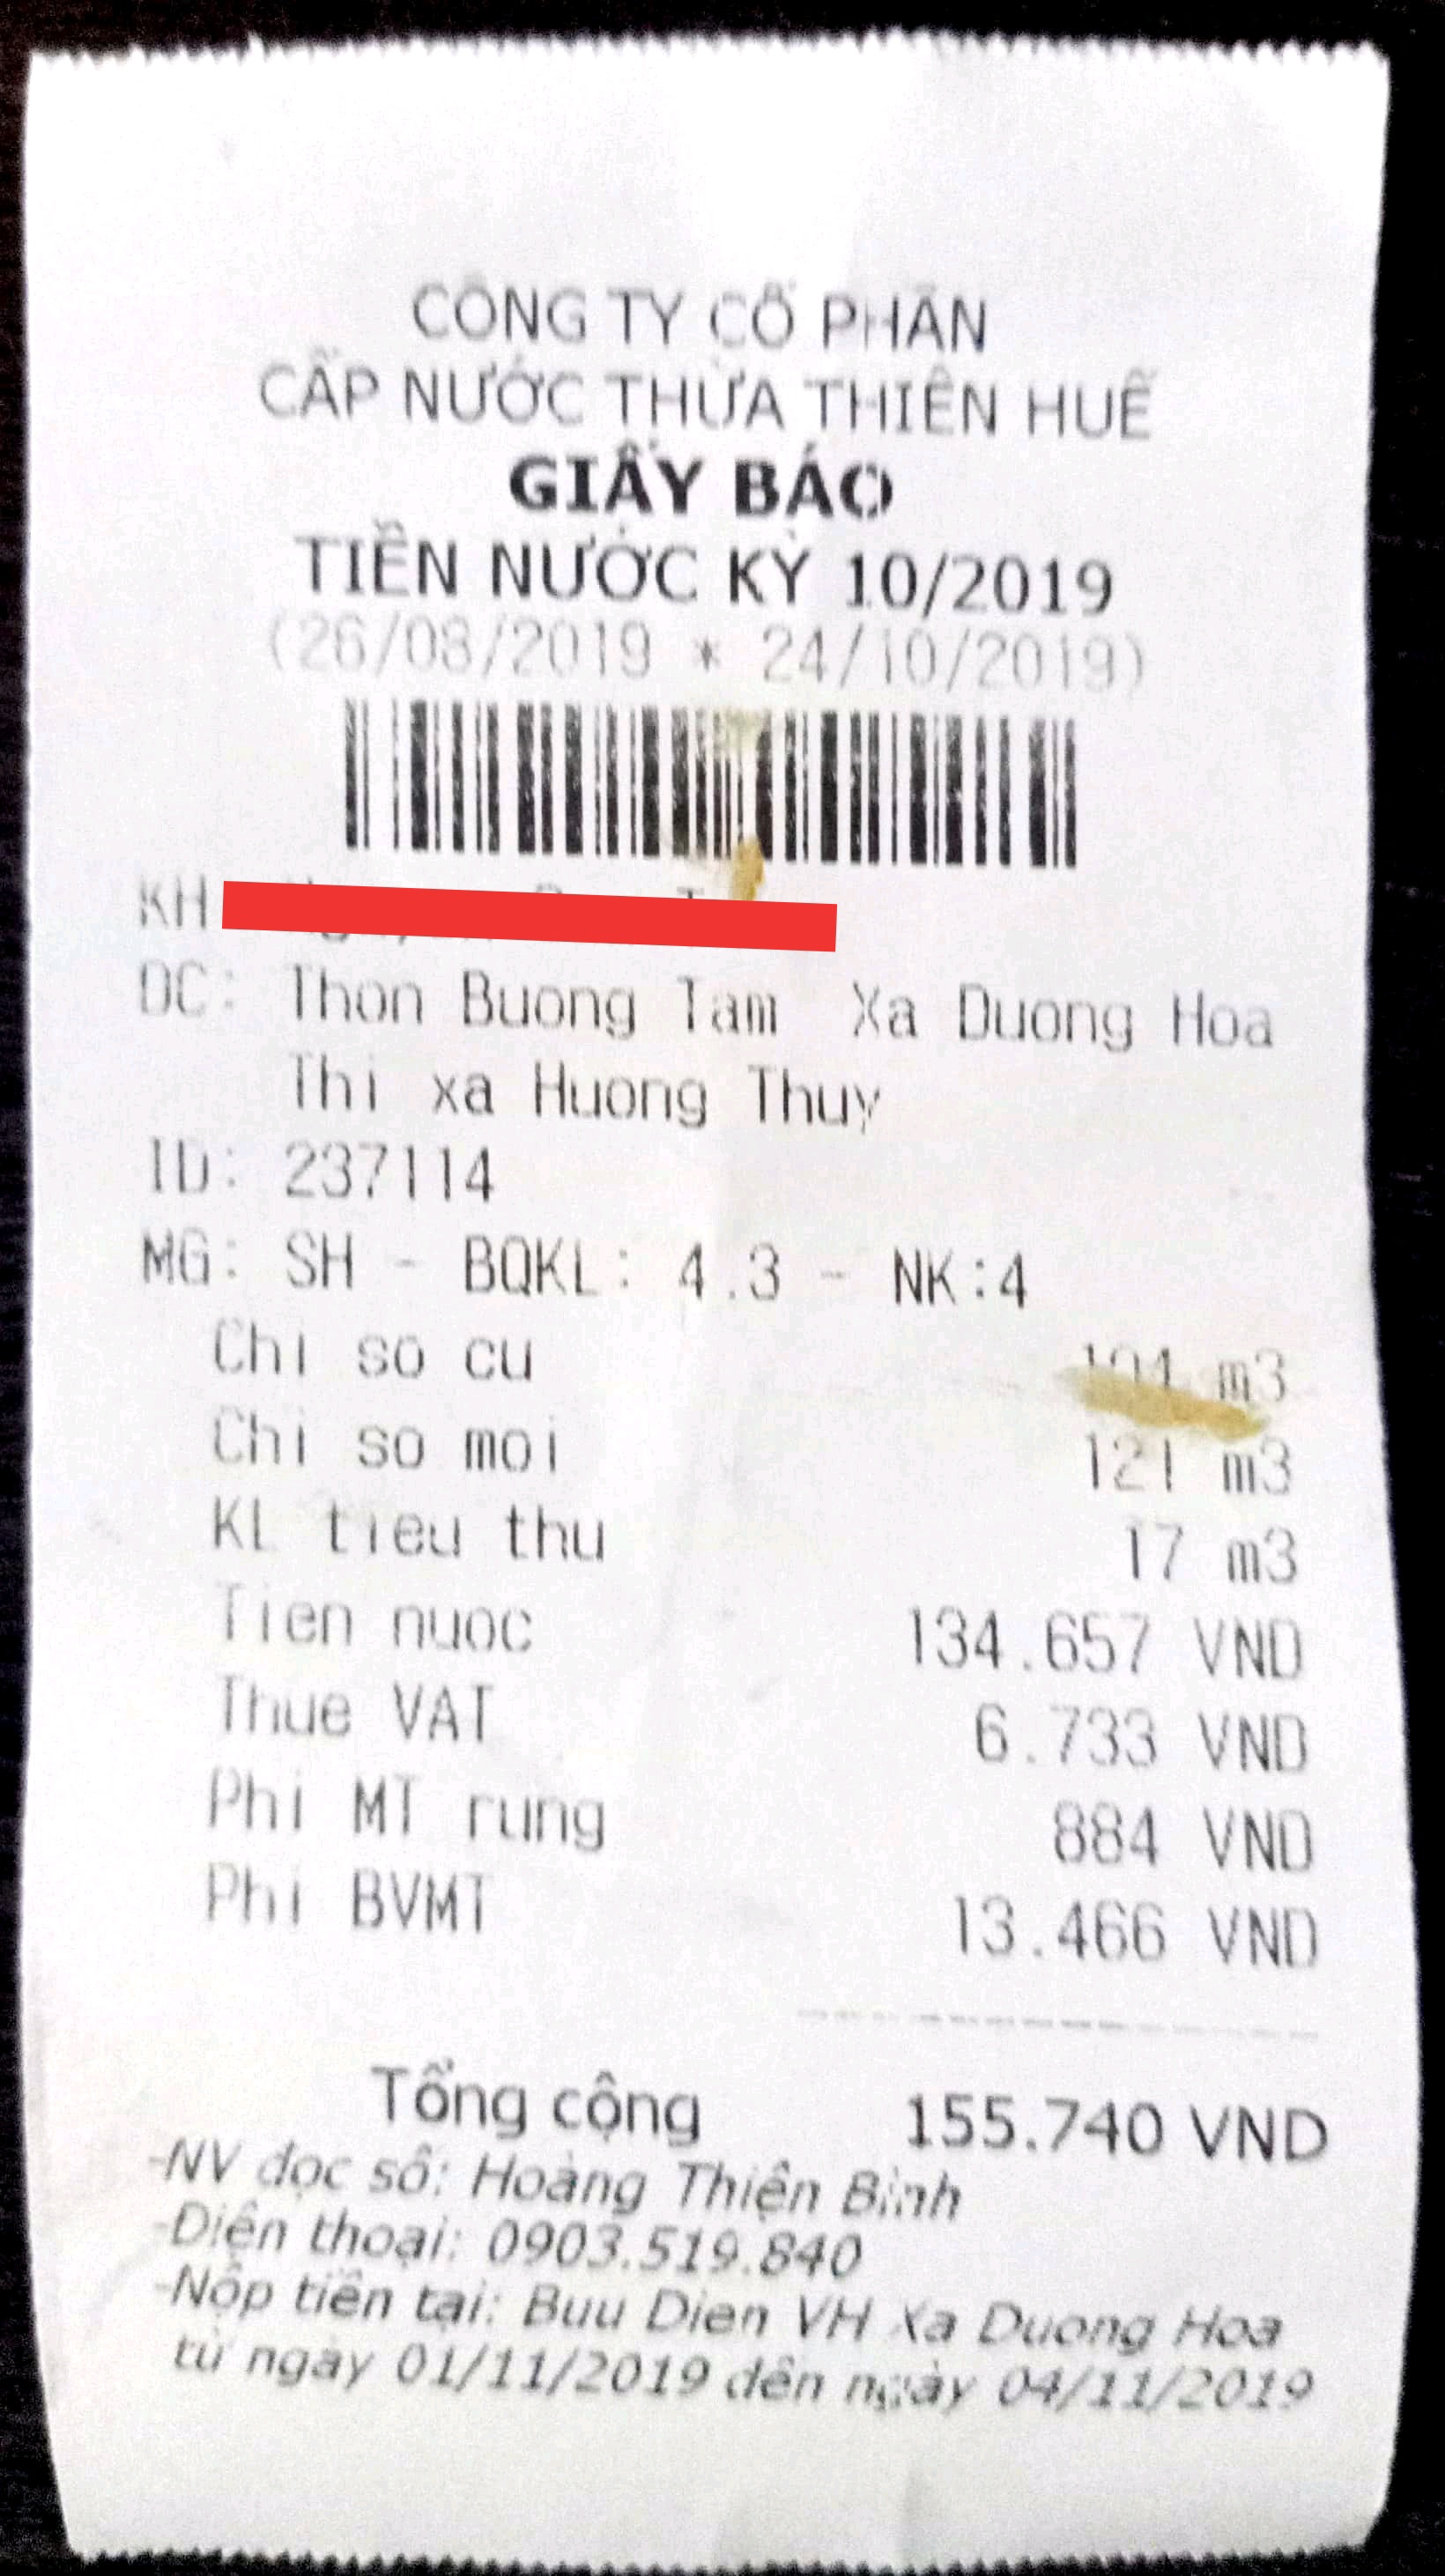 CÔNG TY CỔ PHẦN
CẤP NƯỚC THỪA THIÊN HUẾ
GIẤY BÁO
TIỀN NƯỚC KỲ 10/2019
(26/08/2019 * 24/10/2019)
KH
DC: Thon Buong Tam Xa Duong Hoa
Thi xa Huong Thuy
ID: 237114
MG: SH - BQKL: 4.3 - NK:4
Chi so cu 104 m3
Chi so moi 121 m3
KL tieu thu 17 m3
Tien nuoc 134.657 VND
Thue VAT 6.733 VND
Phi MT rung 884 VND
Phi BVMT 13.466 VND
Tổng cộng 155.740 VND
-NV đọc số: Hoàng Thiện Bình
-Điện thoại: 0903.519.840
-Nộp tiền tại: Buu Dien VH Xa Duong Hoa
từ ngày 01/11/2019 đến ngày 04/11/2019